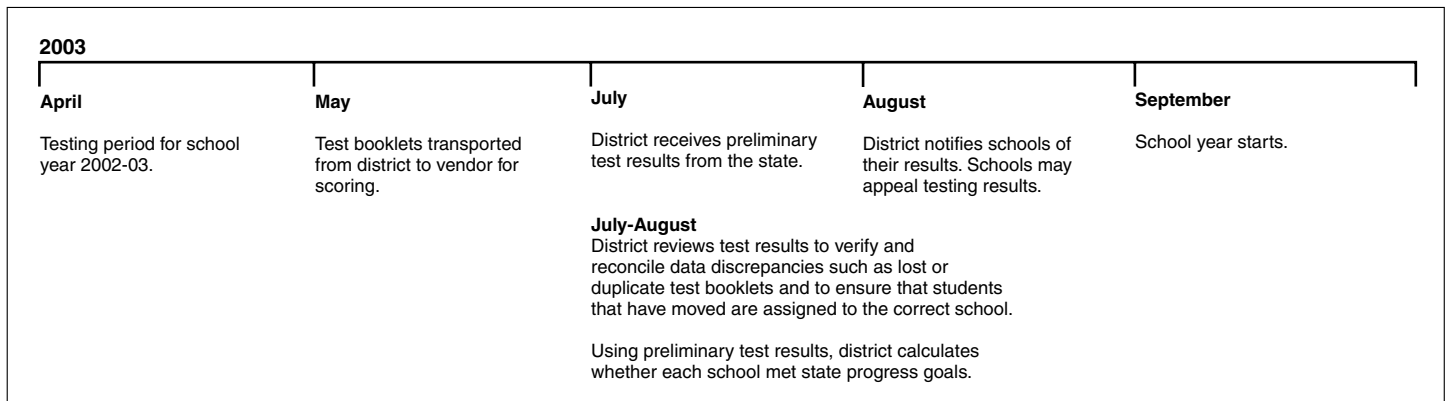 2003
April
Testing period for school
year 2002-03.
May
Test booklets transported
from district to vendor for
scoring.
July
District receives preliminary
test results from the state.
July-August
District reviews test results to verify and
reconcile data discrepancies such as lost or
duplicate test booklets and to ensure that students
that have moved are assigned to the correct school.
Using preliminary test results, district calculates
whether each school met state progress goals.
August
District notifies schools of
their results. Schools may
appeal testing results.
September
School year starts.